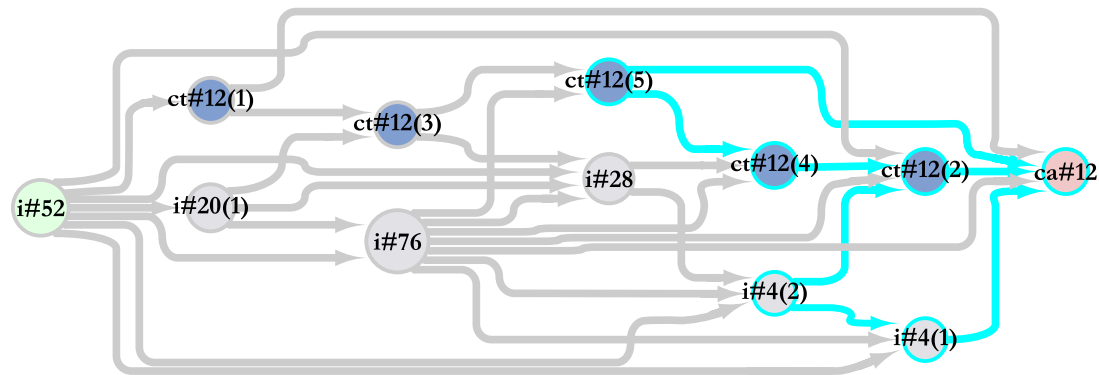 ct#12(5)
ct#12(1)
ct#12(3)
ct#12(4)
ct#12(2)
ca#12
i#28
i#52
i#20(1)
i#76
i#4(2)
i#4(1)